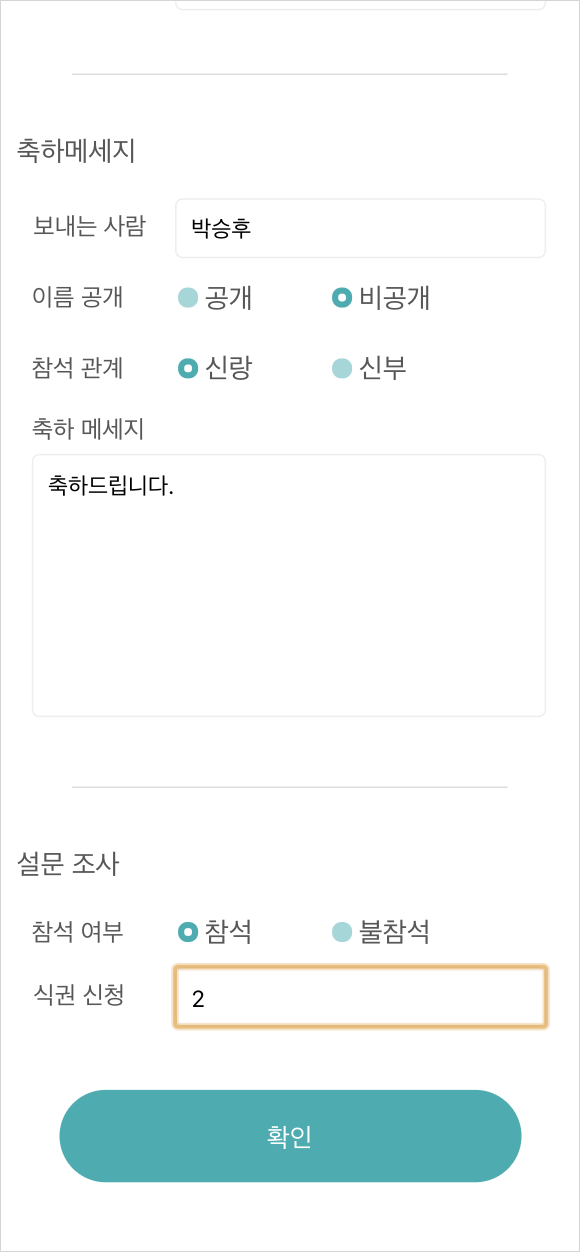 축하메세지
보내는 사람 박승후
이름 공개 공개 비공개
참석 관계 신랑 신부
축하 메세지
축하드립니다.
설문 조사
참석 여부 참석 불참석
식권 신청 2
확인